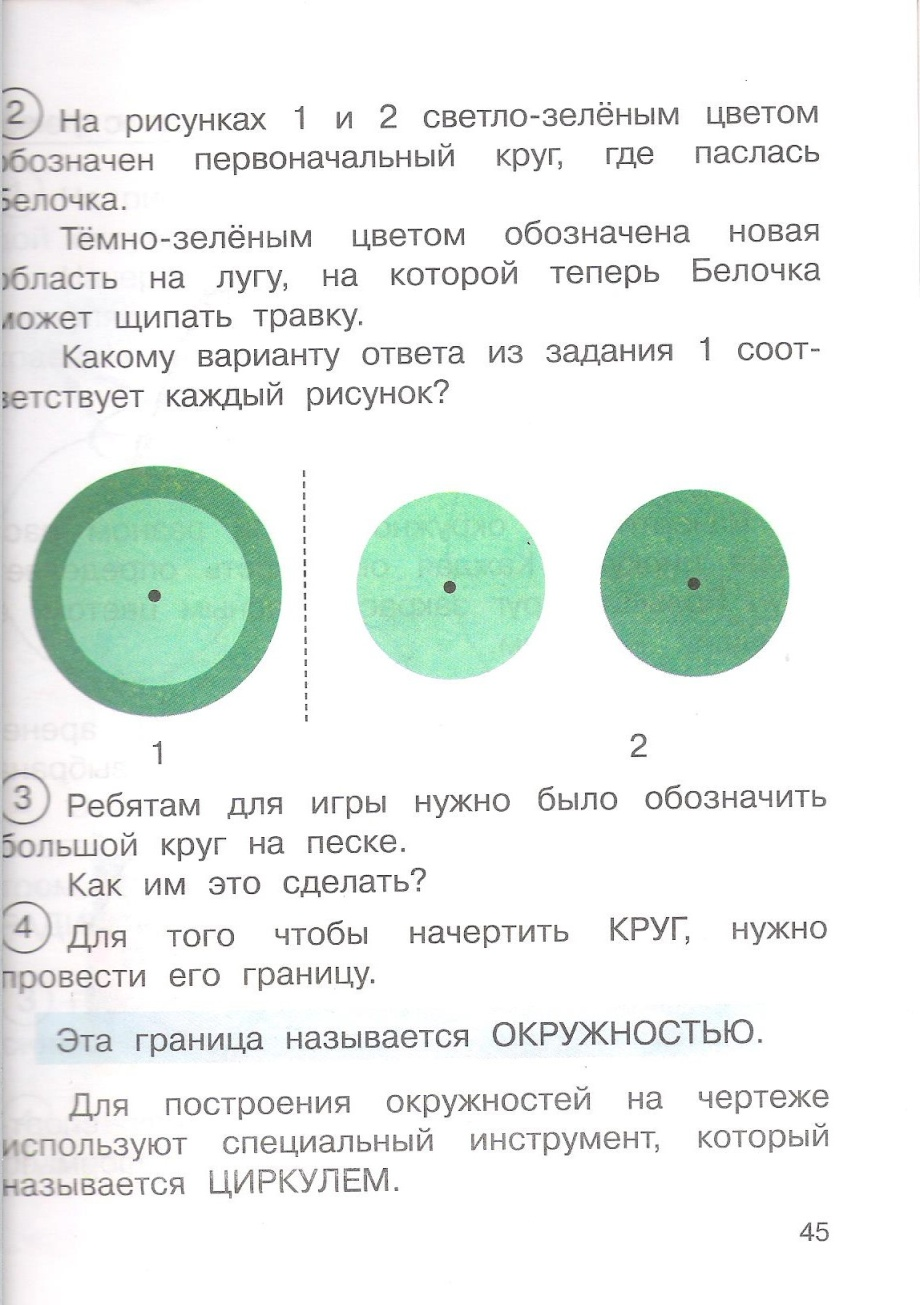 2 На рисунках 1 и 2 светло-зелёным цветом
обозначен первоначальный круг, где паслась
Белочка.
Тёмно-зелёным цветом обозначена новая
область на лугу, на которой теперь Белочка
может щипать травку.
Какому варианту ответа из задания 1 соот-
ветствует каждый рисунок?
1
2
3 Ребятам для игры нужно было обозначить
большой круг на песке.
Как им это сделать?
4 Для того чтобы начертить КРУГ, нужно
провести его границу.
Эта граница называется ОКРУЖНОСТЬЮ.
Для построения окружностей на чертеже
используют специальный инструмент, который
называется ЦИРКУЛЕМ.
45